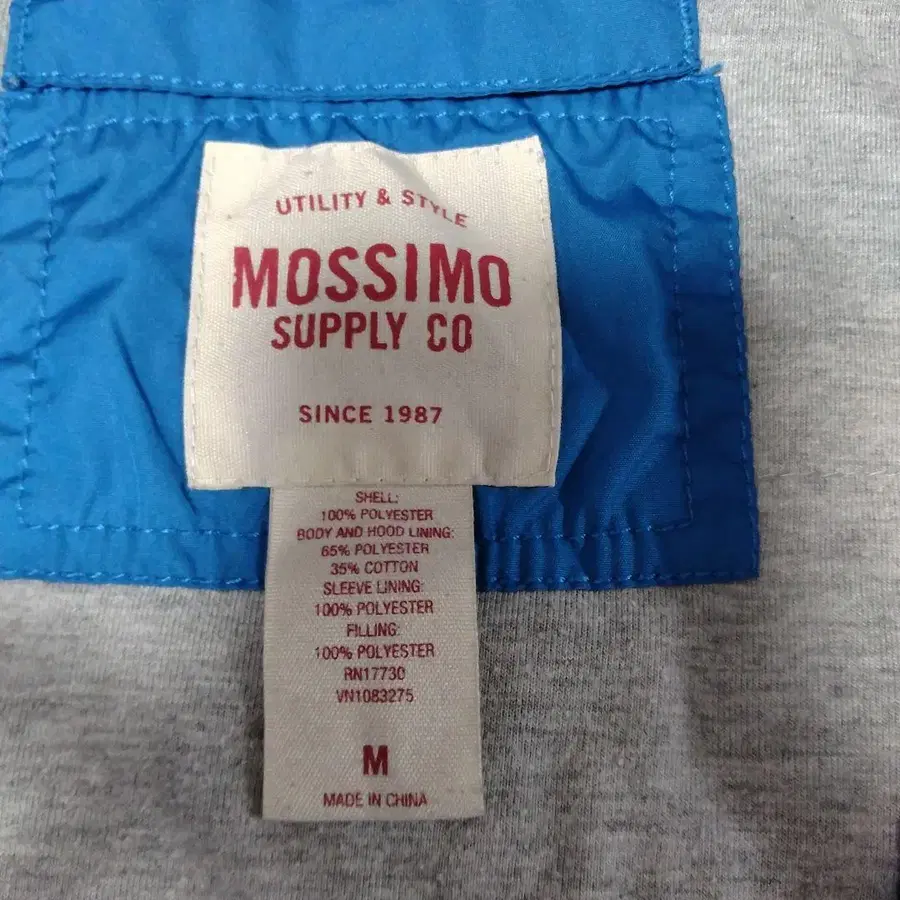 UTILITY & STYLE
MOSSIMO
SUPPLY CO
SINCE 1987
SHELL:
100% POLYESTER
BODY AND HOOD LINING:
65% POLYESTER
35% COTTON
SLEEVE LINING:
100% POLYESTER
FILLING:
100% POLYESTER
RN17730
VN1083275
M
MADE IN CHINA